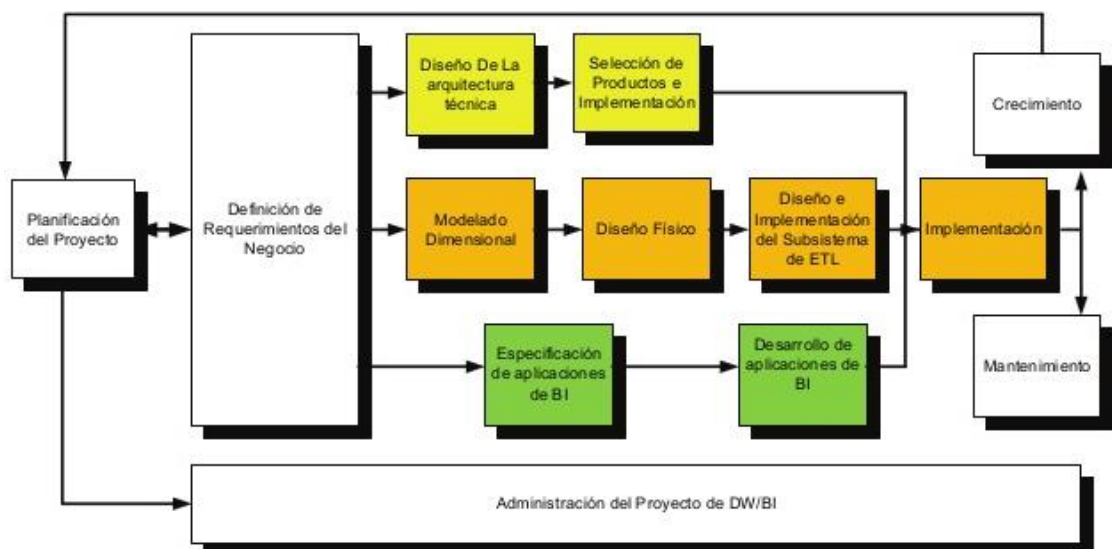 Diseño De La
arquitectura
técnica
Selección de
Productos e
Implementación
Crecimiento
Planificación
del Proyecto
Definición de
Requerimientos del
Negocio
Modelado
Dimensional
Diseño Físico
Diseño e
Implementación
del Subsistema
de ETL
Implementación
Especificación
de aplicaciones
de BI
Desarrollo de
aplicaciones de
BI
Mantenimiento
Administración del Proyecto de DW/BI